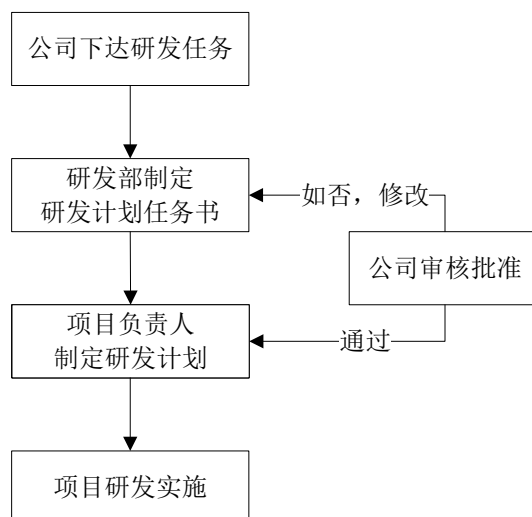 公司下达研发任务
研发部制定
研发计划任务书
如否，修改
公司审核批准
项目负责人
制定研发计划
通过
项目研发实施